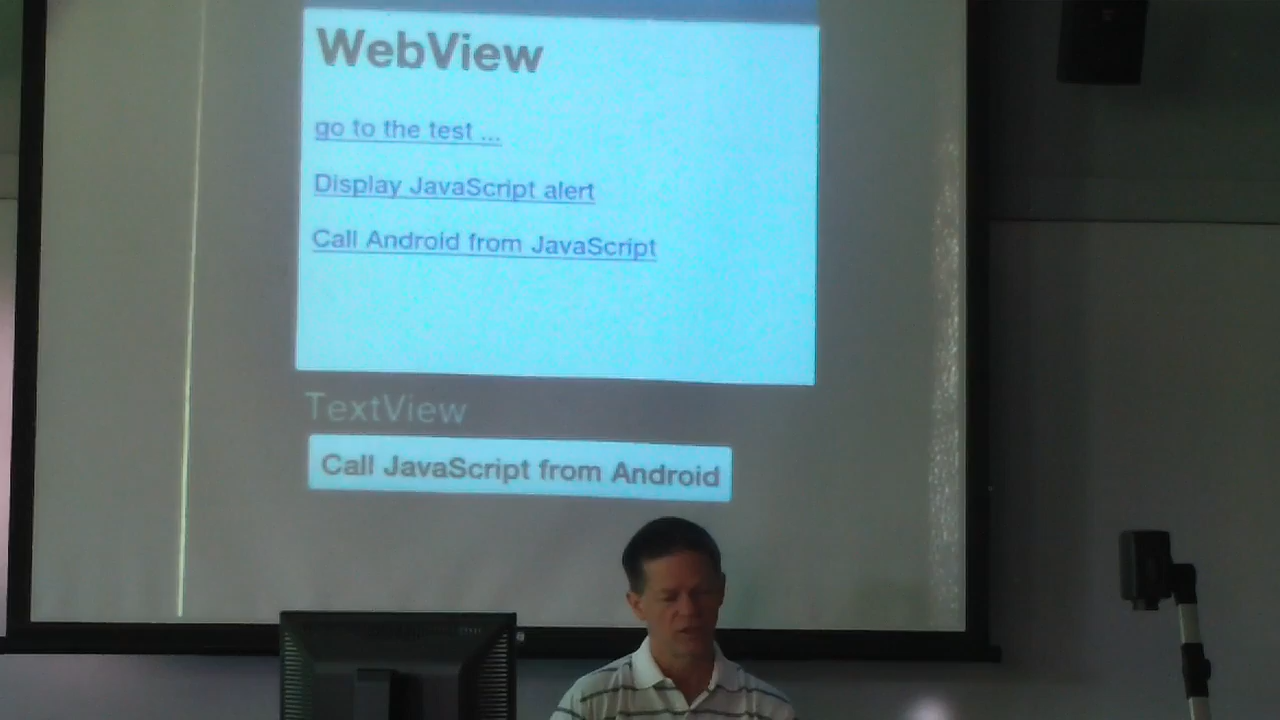 WebView
go to the test ...
Display JavaScript alert
Call Android from JavaScript
TextView
Call JavaScript from Android